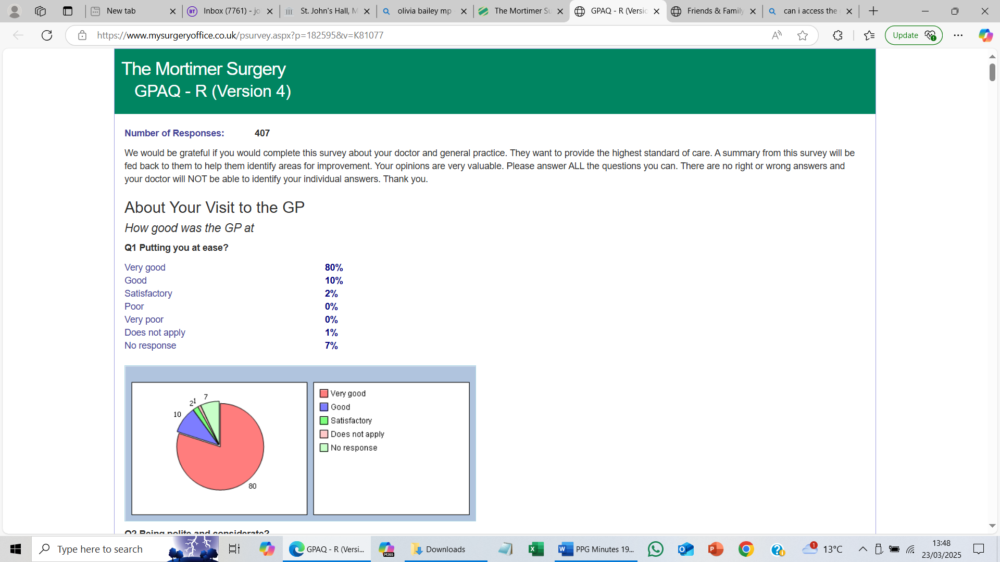 New tab
Inbox (7761) - jo
St. John's Hall, M
olivia bailey mp
The Mortimer Su
GPAQ - R (Versio
Friends & Family
can i access the
https://www.mysurgeryoffice.co.uk/psurvey.aspx?p=182595&v=K81077
Update
The Mortimer Surgery
GPAQ - R (Version 4)
Number of Responses: 407
We would be grateful if you would complete this survey about your doctor and general practice. They want to provide the highest standard of care. A summary from this survey will be
fed back to them to help them identify areas for improvement. Your opinions are very valuable. Please answer ALL the questions you can. There are no right or wrong answers and
your doctor will NOT be able to identify your individual answers. Thank you.
About Your Visit to the GP
How good was the GP at
Q1 Putting you at ease?
Very good 80%
Good 10%
Satisfactory 2%
Poor 0%
Very poor 0%
Does not apply 1%
No response 7%
7
2 1
10
80
Very good
Good
Satisfactory
Does not apply
No response
Q2 Being polite and considerate?
Type here to search
GPAQ - R (Versi...
M365
Downloads
PPG Minutes 19...
1
13°C
13:48
23/03/2025